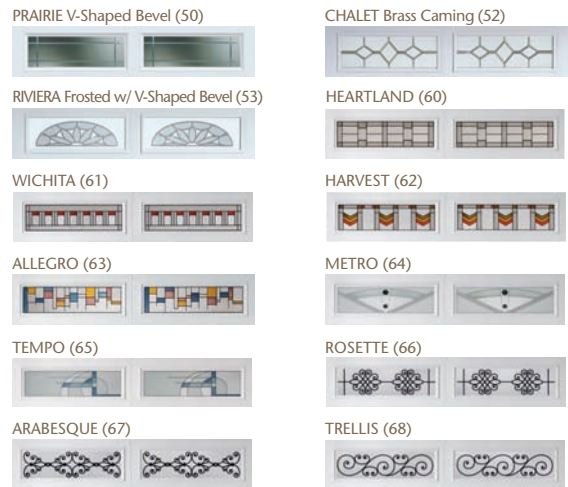 PRAIRIE V-Shaped Bevel (50)
CHALET Brass Caming (52)
RIVIERA Frosted w/ V-Shaped Bevel (53)
HEARTLAND (60)
WICHITA (61)
HARVEST (62)
ALLEGRO (63)
METRO (64)
TEMPO (65)
ROSETTE (66)
ARABESQUE (67)
TRELLIS (68)